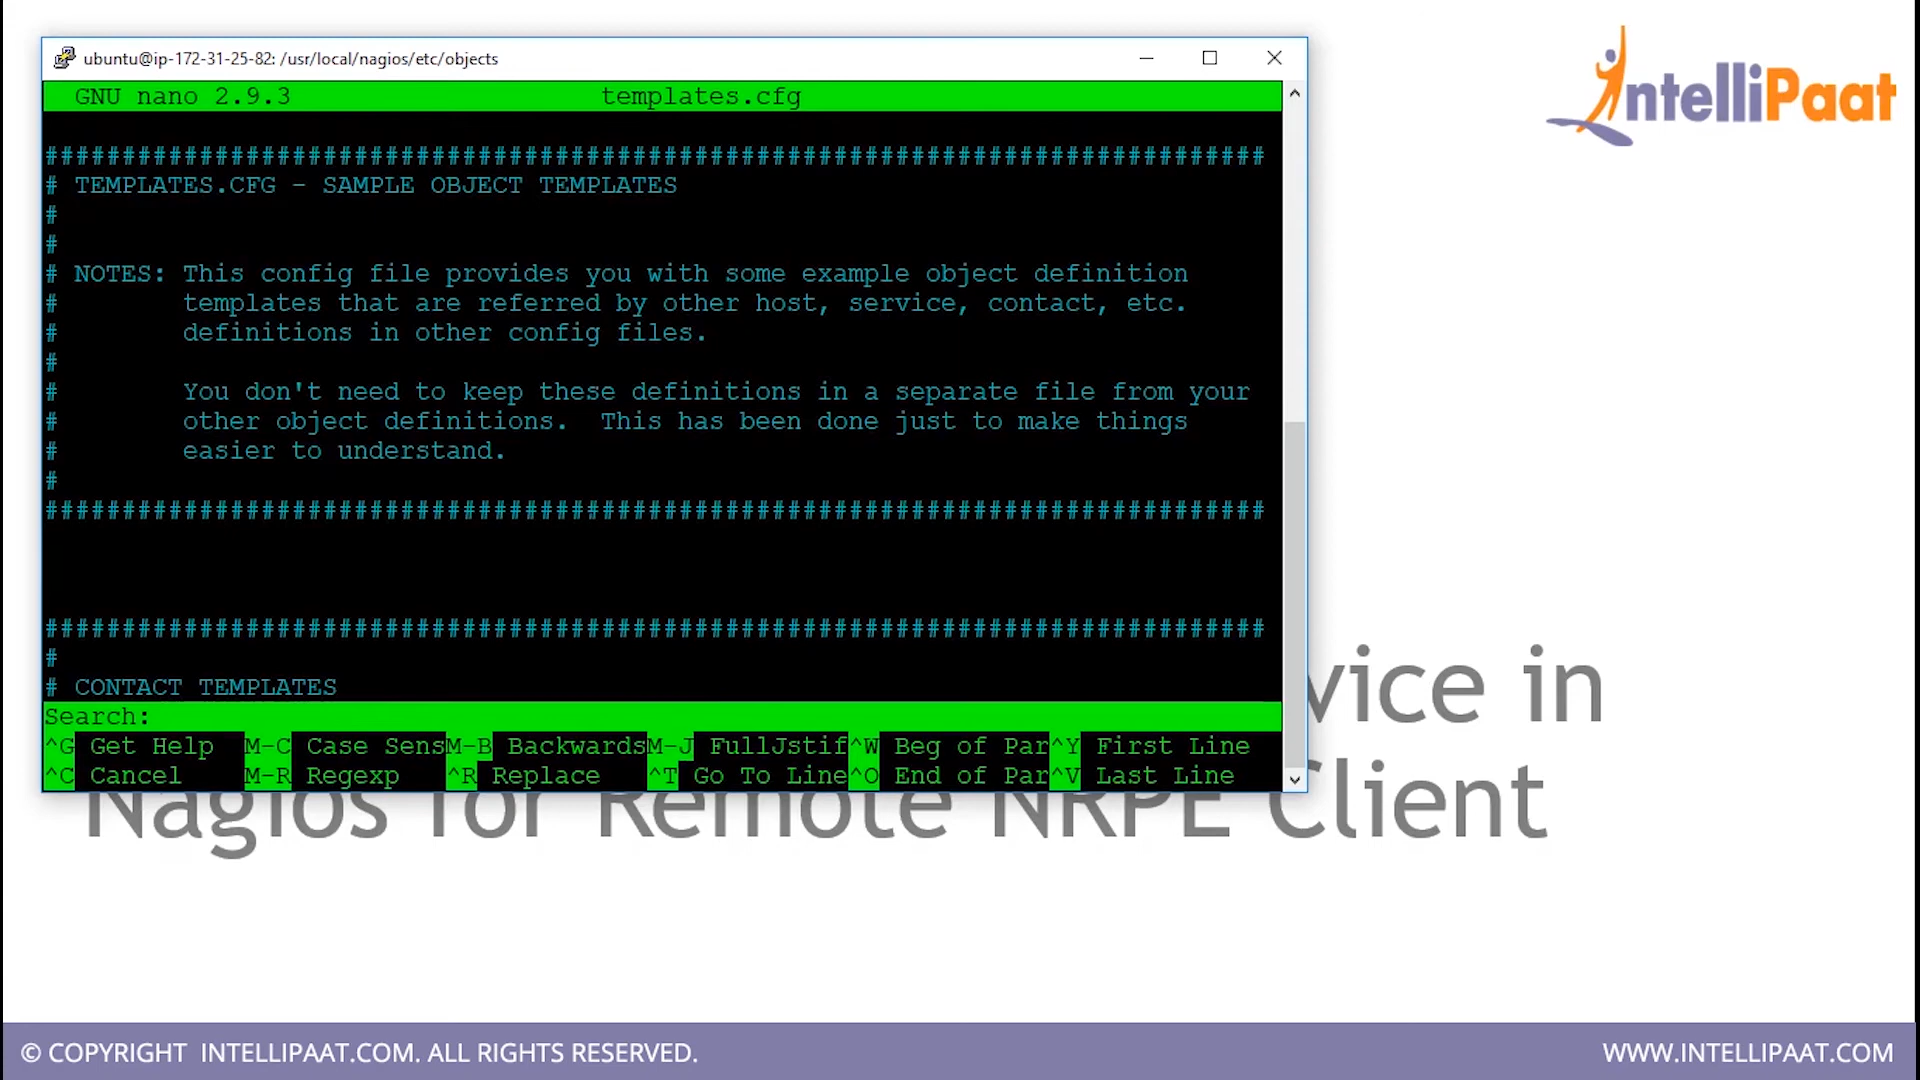 ubuntu@ip-172-31-25-82: /usr/local/nagios/etc/objects
IntelliPaat
GNU nano 2.9.3 templates.cfg
###############################################################################
# TEMPLATES.CFG - SAMPLE OBJECT TEMPLATES
#
#
# NOTES: This config file provides you with some example object definition
# templates that are referred by other host, service, contact, etc.
# definitions in other config files.
#
# You don't need to keep these definitions in a separate file from your
# other object definitions.  This has been done just to make things
# easier to understand.
#
###############################################################################
###############################################################################
#
# CONTACT TEMPLATES
Search:
^G Get Help M-C Case Sens M-B Backwards M-J FullJstif ^W Beg of Par ^Y First Line
^C Cancel M-R Regexp ^R Replace ^T Go To Line ^O End of Par ^V Last Line
vice in
Nagios for Remote NRPE Client
© COPYRIGHT INTELLIPAAT.COM. ALL RIGHTS RESERVED.
WWW.INTELLIPAAT.COM